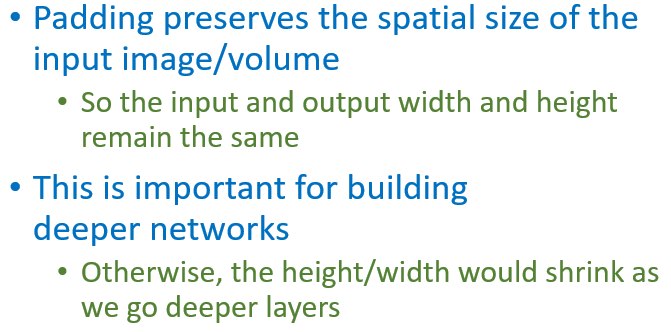 • Padding preserves the spatial size of the
input image/volume
• So the input and output width and height
remain the same
• This is important for building
deeper networks
• Otherwise, the height/width would shrink as
we go deeper layers